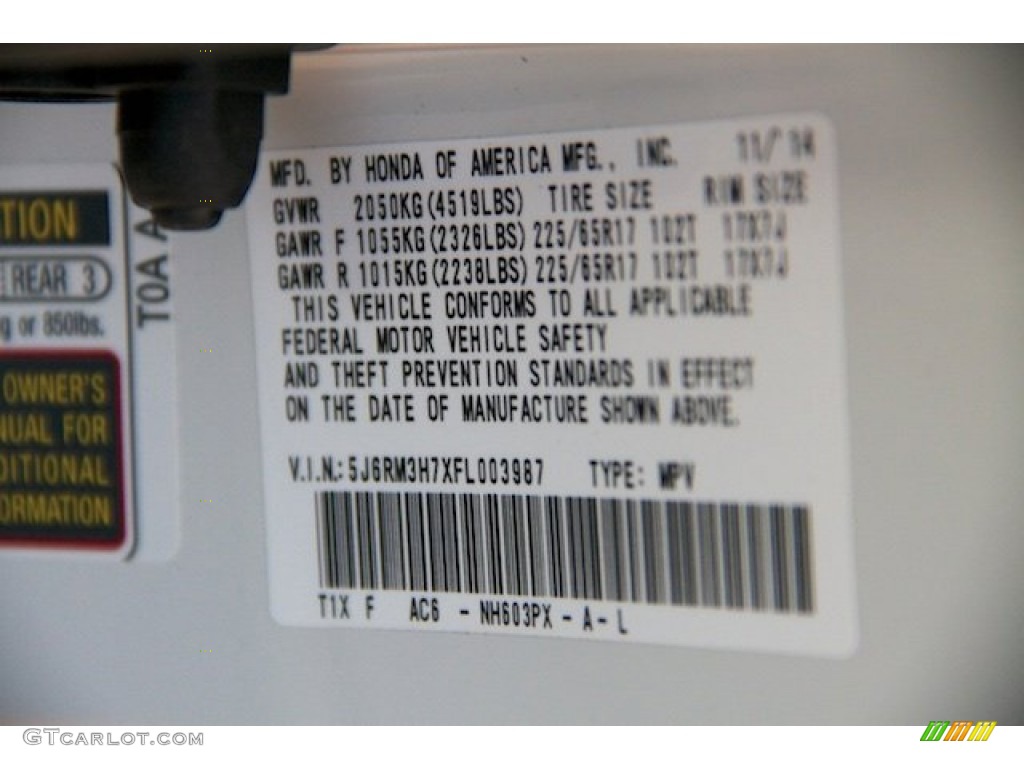 MFD. BY HONDA OF AMERICA MFG., INC. 11/ 14
GVWR 2050KG(4519LBS) TIRE SIZE RIM SIZE
GAWR F 1055KG(2326LBS) 225/65R17 102T 17X7J
GAWR R 1015KG(2238LBS) 225/65R17 102T 17X7J
THIS VEHICLE CONFORMS TO ALL APPLICABLE
FEDERAL MOTOR VEHICLE SAFETY
AND THEFT PREVENTION STANDARDS IN EFFECT
ON THE DATE OF MANUFACTURE SHOWN ABOVE.
V.I.N.: 5J6RM3H7XFL003987 TYPE: MPV
T1X F AC6 - NH603PX - A - L
TION
REAR 3
g or 850lbs.
OWNER'S
NUAL FOR
DITIONAL
ORMATION
T0A A
GTCARLOT.COM